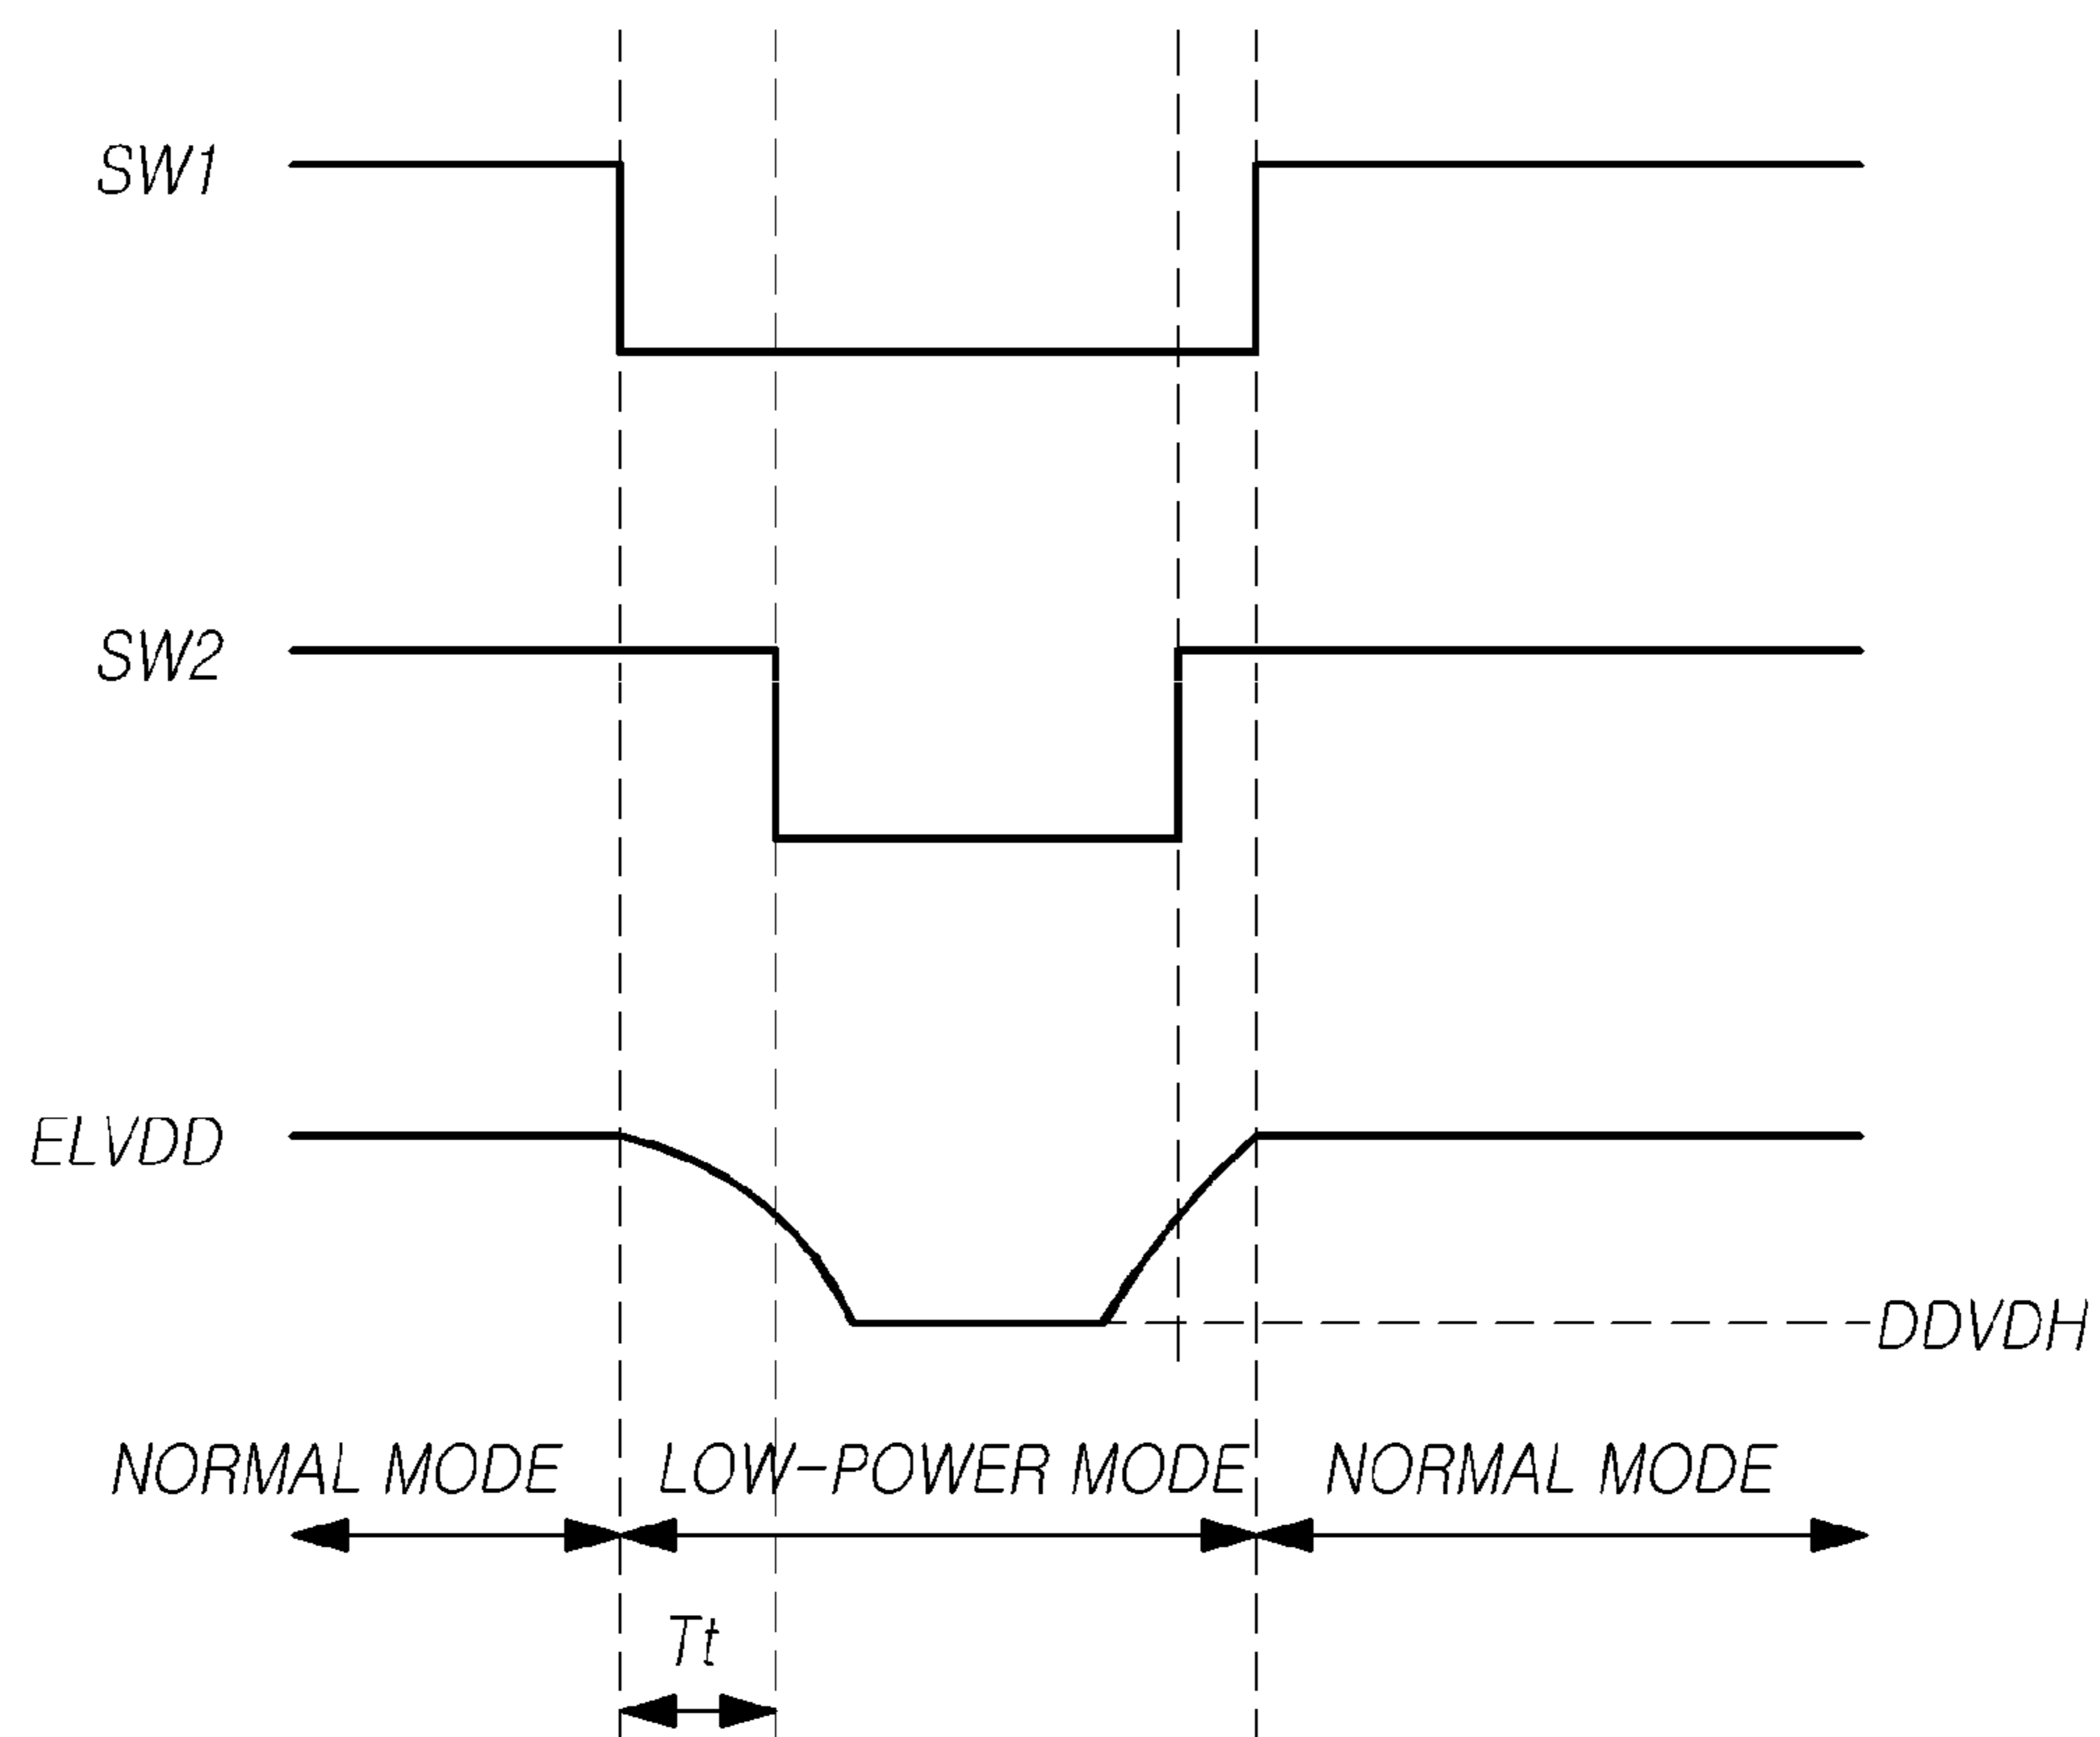 SW1
SW2
ELVDD
DDVDH
NORMAL MODE
LOW-POWER MODE
NORMAL MODE
Tt